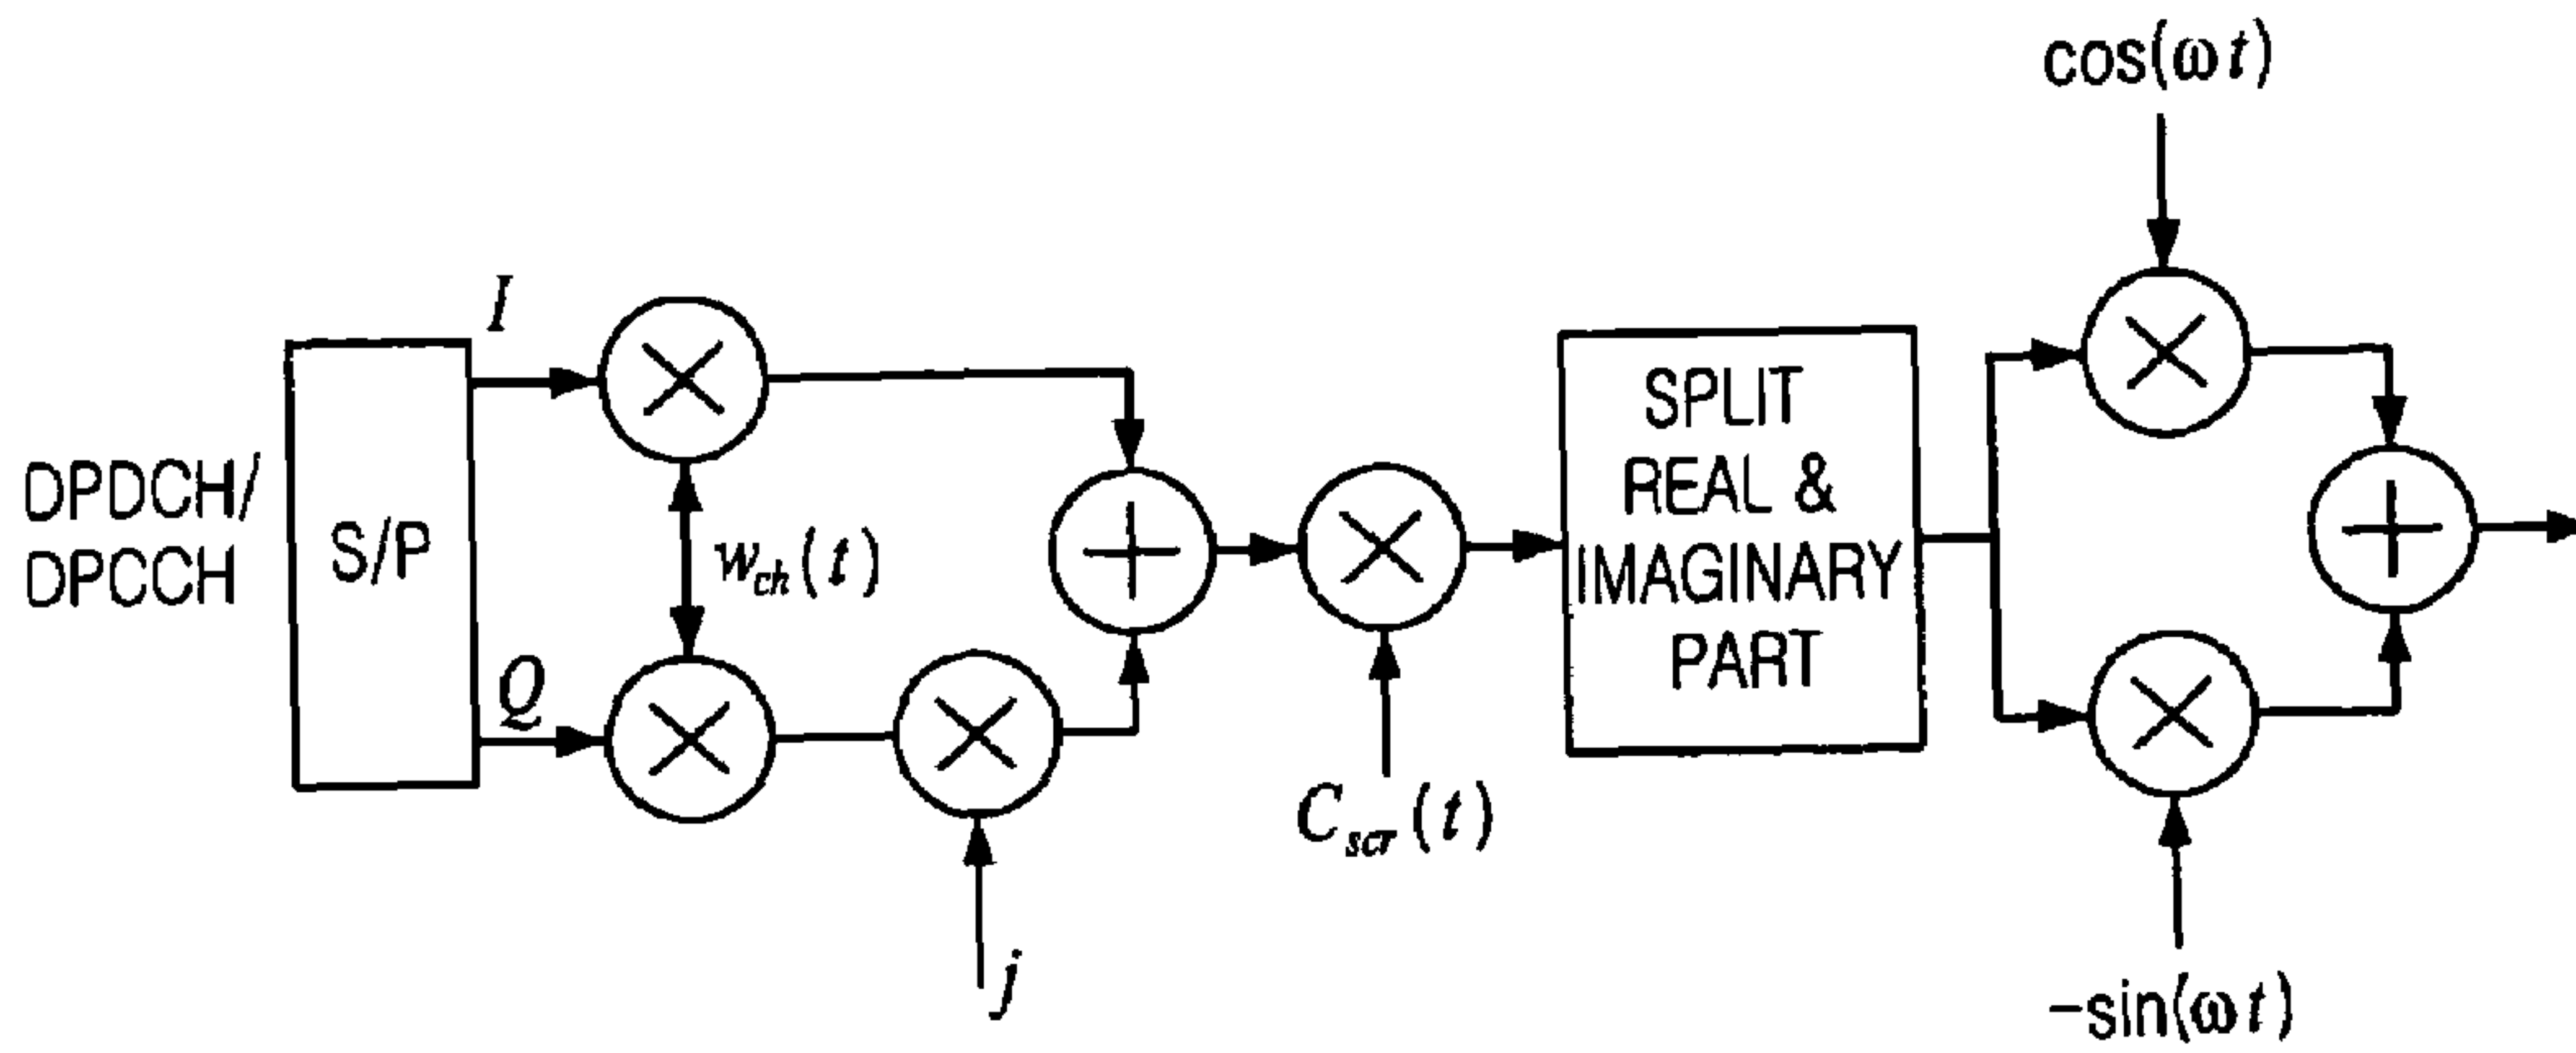 DPDCH/
DPCCH
S/P
I
Q
w_ch(t)
j
C_scr(t)
SPLIT
REAL &
IMAGINARY
PART
cos(ωt)
-sin(ωt)